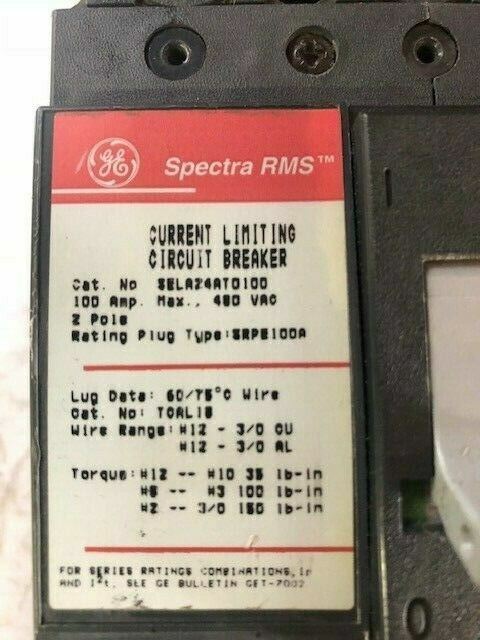 GE
Spectra RMS™
CURRENT LIMITING
CIRCUIT BREAKER
Cat. No SELA24AT0100
100 Amp. Max., 480 VAC
2 Pole
Rating Plug Type:SRPE100A
Lug Data: 60/75°C Wire
Cat. No: TCAL18
Wire Range:#12 - 3/0 CU
#12 - 3/0 AL
Torque:#12 -- #10 35 lb-in
#8 -- #3 100 lb-in
#2 -- 3/0 150 lb-in
FOR SERIES RATINGS COMBINATIONS,Ip
AND I²t, SEE GE BULLETIN GET-7002
I
O